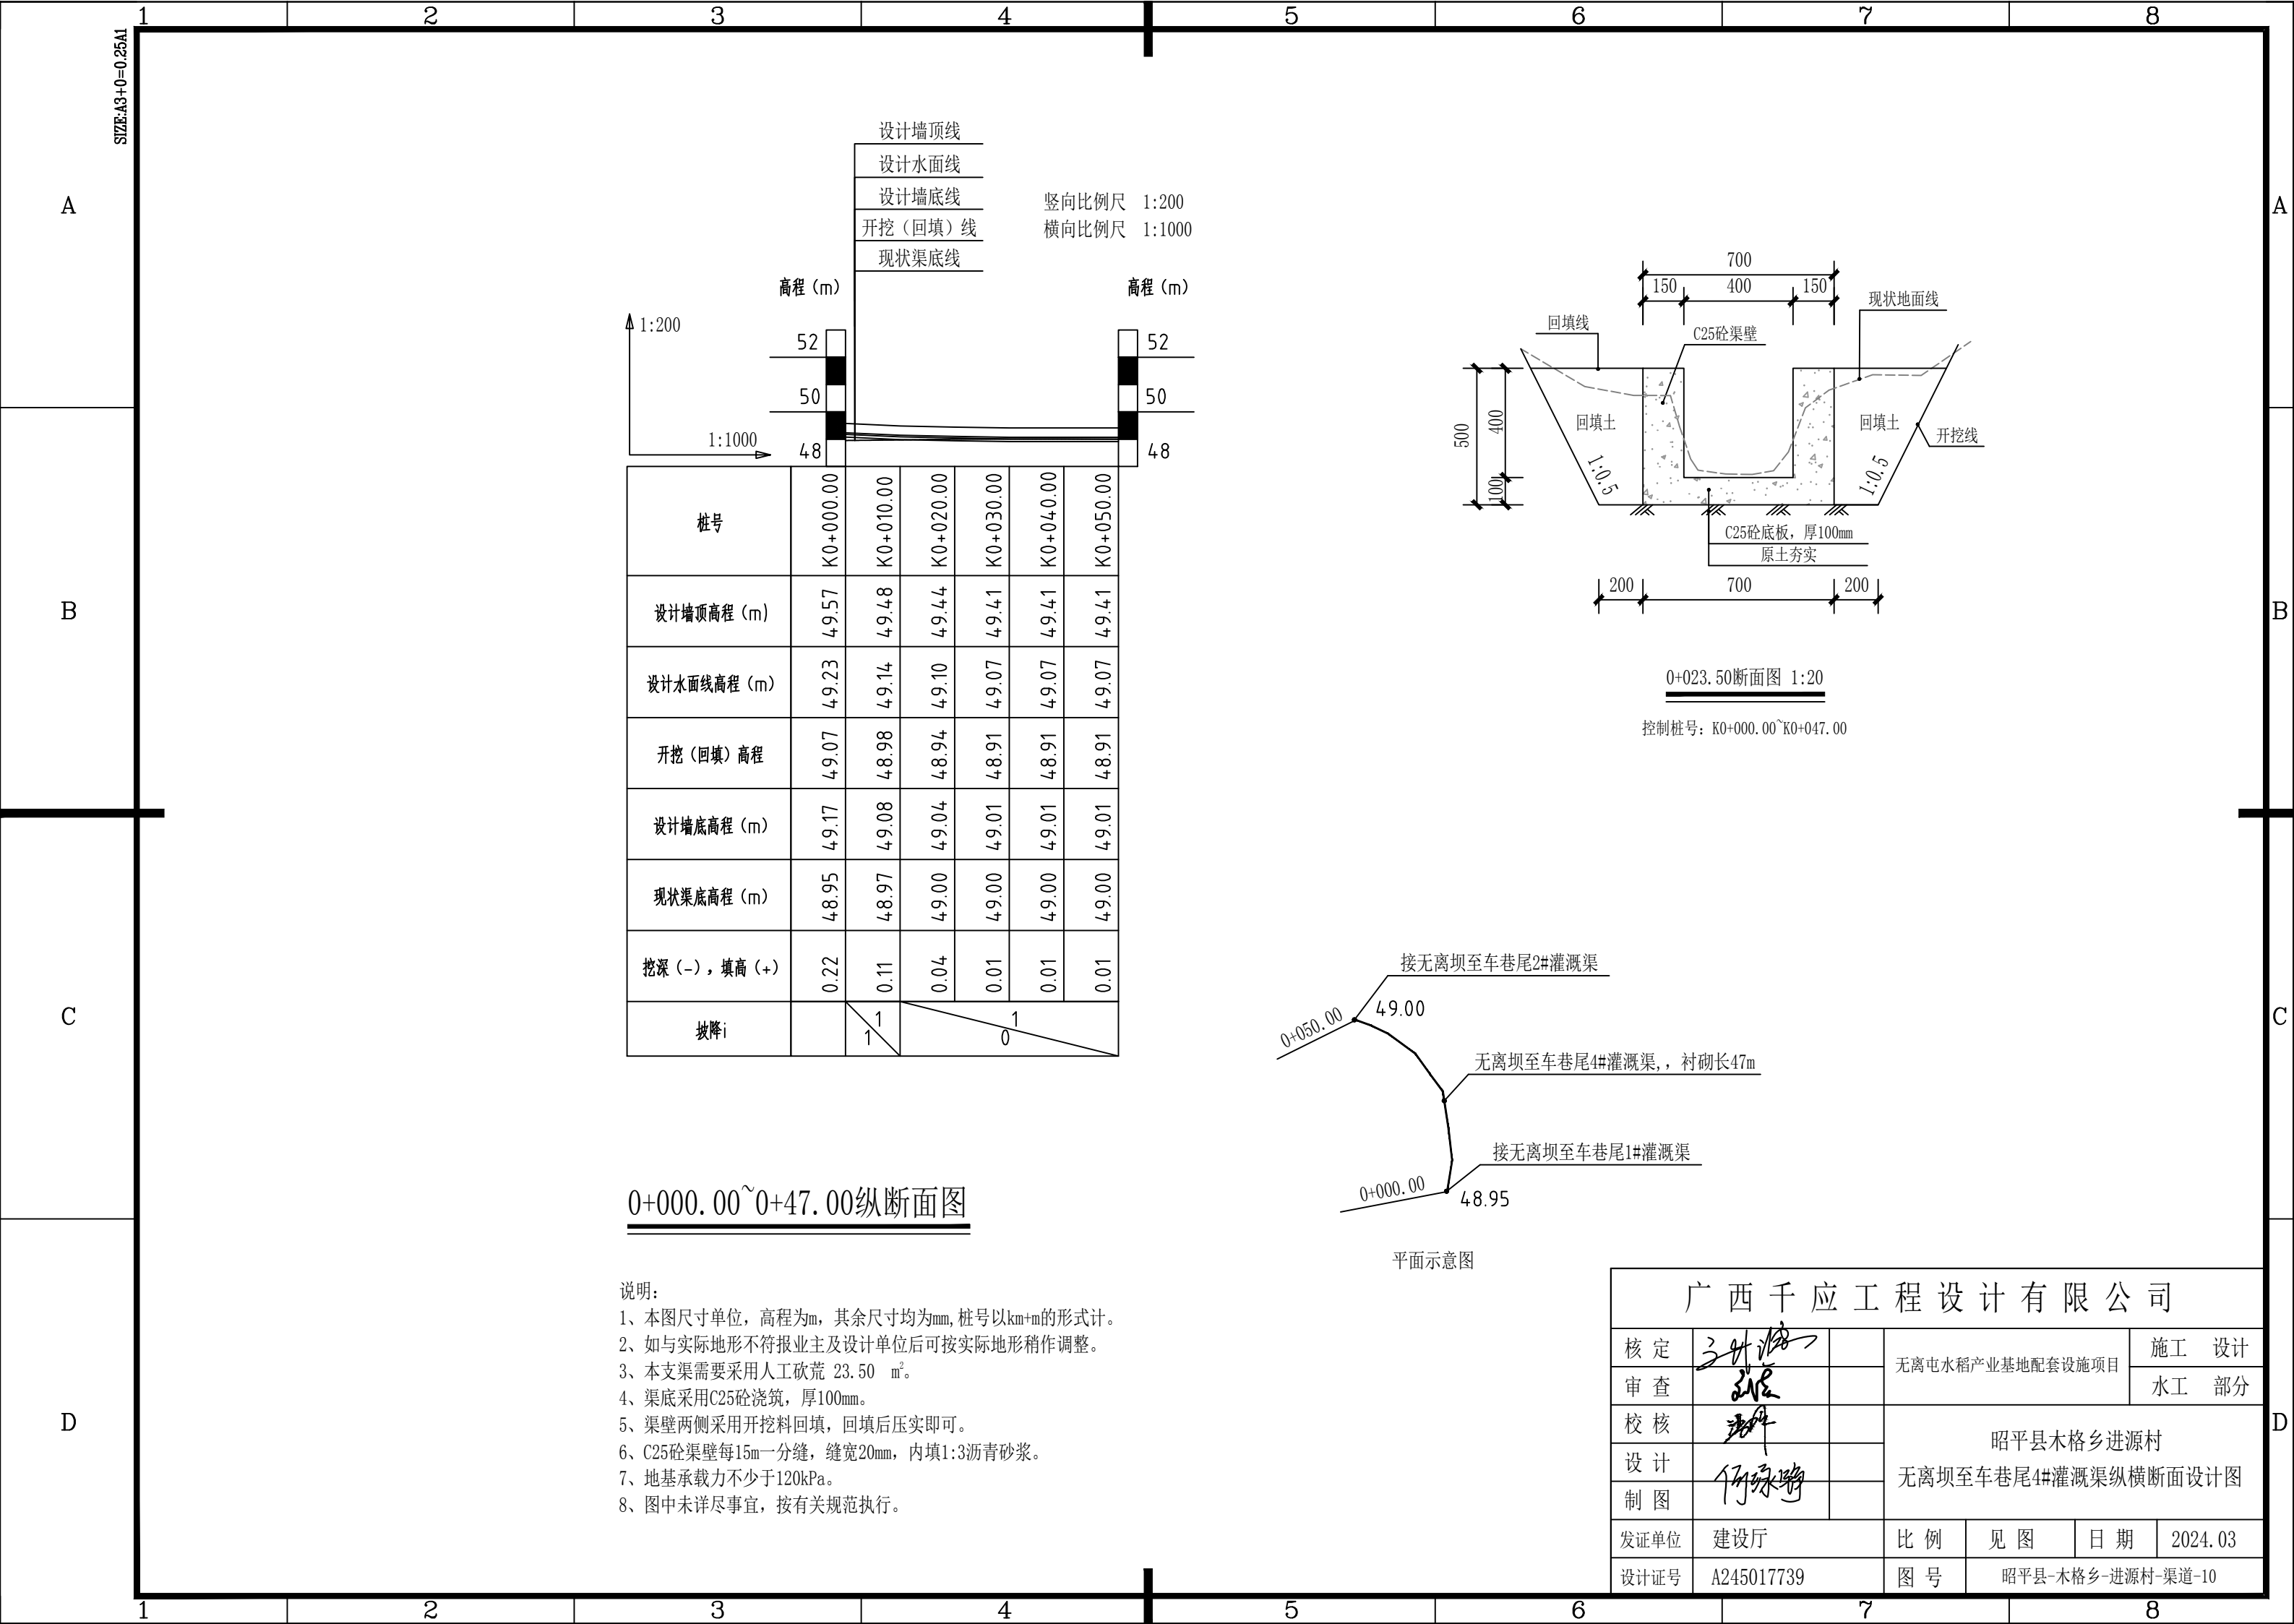 1 2 3 4 5 6 7 8
SIZE:A3+0=0.25A1
A
A
B
B
C
C
D
D
设计墙顶线
设计水面线
设计墙底线
开挖（回填）线
现状渠底线
竖向比例尺 1:200
横向比例尺 1:1000
高程（m） 高程（m）
1:200
1:1000
52 52
50 50
48 48
桩号 K0+000.00 K0+010.00 K0+020.00 K0+030.00 K0+040.00 K0+050.00
设计墙顶高程（m） 49.57 49.48 49.44 49.41 49.41 49.41
设计水面线高程（m） 49.23 49.14 49.10 49.07 49.07 49.07
开挖（回填）高程 49.07 48.98 48.94 48.91 48.91 48.91
设计墙底高程（m） 49.17 49.08 49.04 49.01 49.01 49.01
现状渠底高程（m） 48.95 48.97 49.00 49.00 49.00 49.00
挖深（-），填高（+） 0.22 0.11 0.04 0.01 0.01 0.01
坡降i 1 1 1 0
0+000.00~0+47.00纵断面图
说明:
1、本图尺寸单位，高程为m，其余尺寸均为mm,桩号以km+m的形式计。
2、如与实际地形不符报业主及设计单位后可按实际地形稍作调整。
3、本支渠需要采用人工砍荒 23.50 m²。
4、渠底采用C25砼浇筑，厚100mm。
5、渠壁两侧采用开挖料回填，回填后压实即可。
6、C25砼渠壁每15m一分缝，缝宽20mm，内填1:3沥青砂浆。
7、地基承载力不少于120kPa。
8、图中未详尽事宜，按有关规范执行。
700
150 400 150
现状地面线
回填线
C25砼渠壁
500
400
100
回填土 回填土
开挖线
1:0.5 1:0.5
C25砼底板，厚100mm
原土夯实
200 700 200
0+023.50断面图 1:20
控制桩号：K0+000.00~K0+047.00
接无离坝至车巷尾2#灌溉渠
0+050.00
49.00
无离坝至车巷尾4#灌溉渠,，衬砌长47m
接无离坝至车巷尾1#灌溉渠
0+000.00
48.95
平面示意图
广西千应工程设计有限公司
核定
审查
校核
设计
制图
无离屯水稻产业基地配套设施项目
施工 设计
水工 部分
昭平县木格乡进源村
无离坝至车巷尾4#灌溉渠纵横断面设计图
发证单位 建设厅 比例 见图 日期 2024.03
设计证号 A245017739 图号 昭平县-木格乡-进源村-渠道-10
1 2 3 4 5 6 7 8